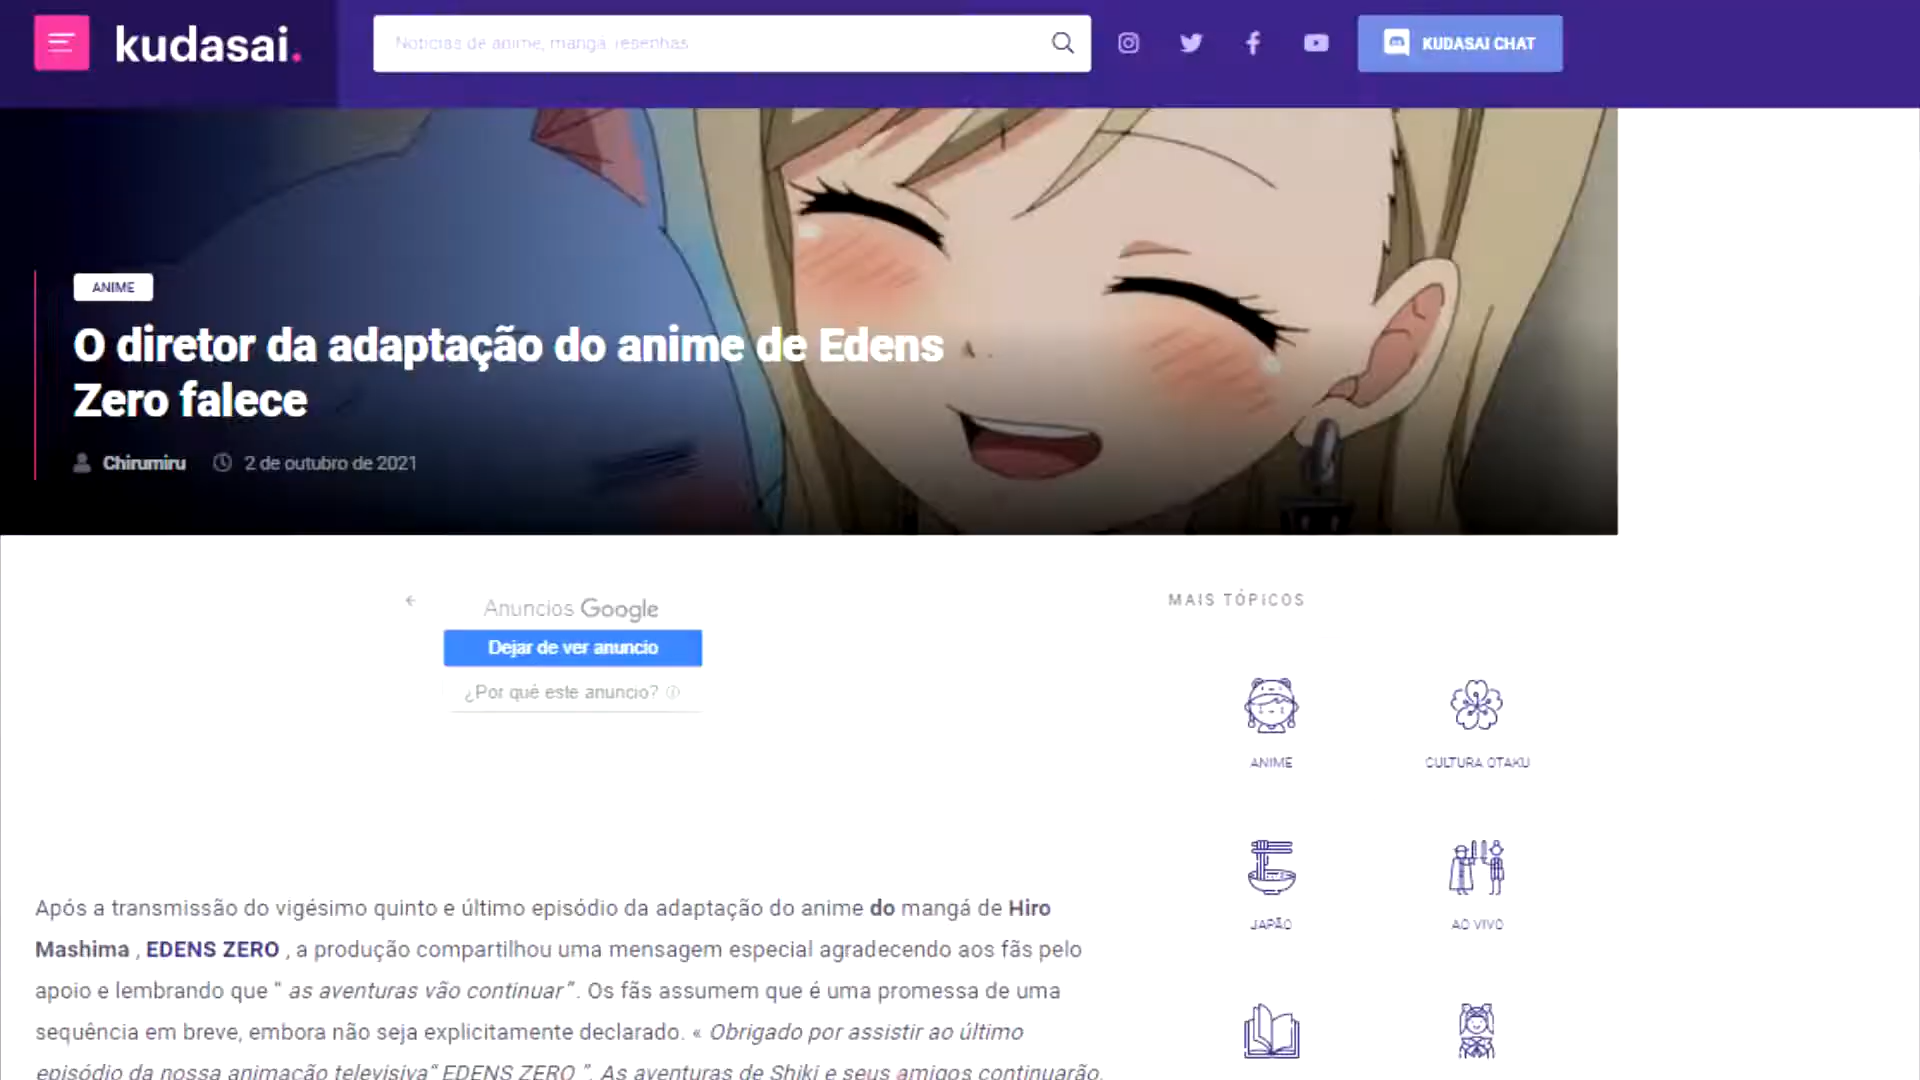 kudasai.
Notícias de anime, mangá, resenhas
KUDASAI CHAT
ANIME
O diretor da adaptação do anime de Edens
Zero falece
Chirumiru 2 de outubro de 2021
Anuncios Google
Dejar de ver anuncio
¿Por qué este anuncio?
MAIS TÓPICOS
ANIME
CULTURA OTAKU
JAPÃO
AO VIVO
Após a transmissão do vigésimo quinto e último episódio da adaptação do anime do mangá de Hiro
Mashima , EDENS ZERO , a produção compartilhou uma mensagem especial agradecendo aos fãs pelo
apoio e lembrando que “ as aventuras vão continuar ”. Os fãs assumem que é uma promessa de uma
sequência em breve, embora não seja explicitamente declarado. « Obrigado por assistir ao último
episódio da nossa animação televisiva“ EDENS ZERO ”. As aventuras de Shiki e seus amigos continuarão.